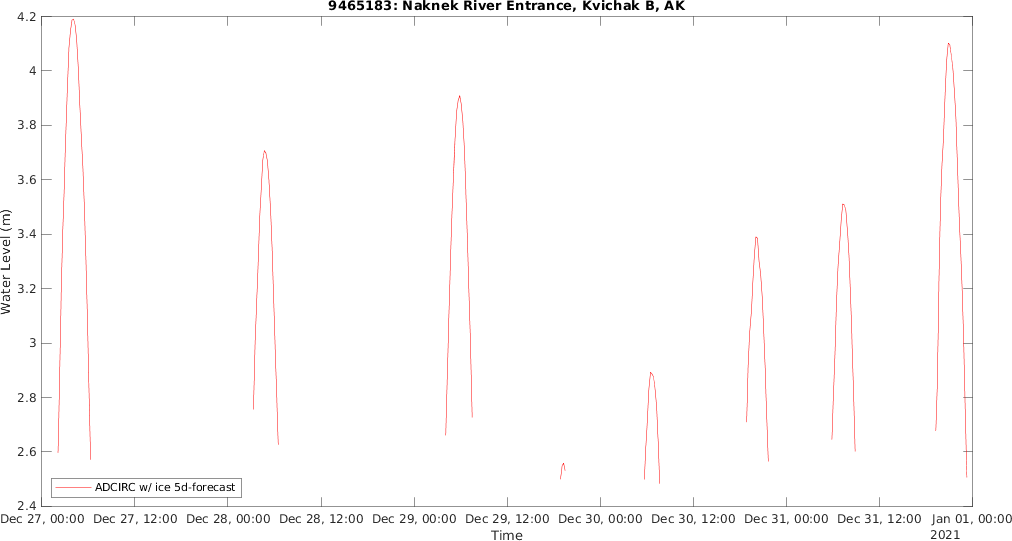 9465183: Naknek River Entrance, Kvichak B, AK
4.2
4
3.8
3.6
3.4
3.2
3
2.8
2.6
2.4
Water Level (m)
ADCIRC w/ ice 5d-forecast
Dec 27, 00:00 Dec 27, 12:00 Dec 28, 00:00 Dec 28, 12:00 Dec 29, 00:00 Dec 29, 12:00 Dec 30, 00:00 Dec 30, 12:00 Dec 31, 00:00 Dec 31, 12:00 Jan 01, 00:00
Time
2021